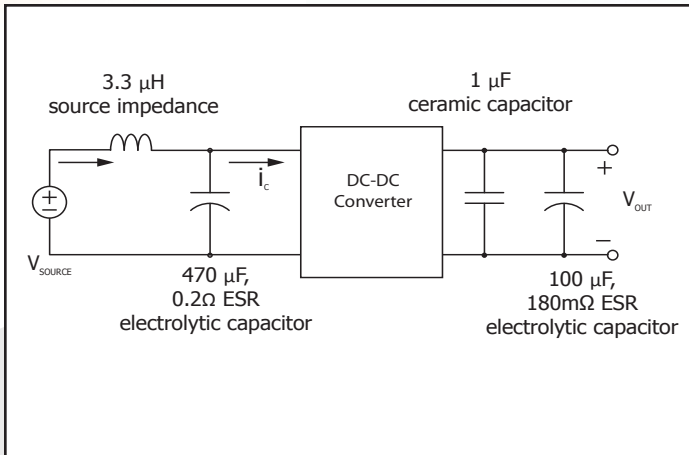 3.3 µH
source impedance
1 µF
ceramic capacitor
i_c
DC-DC
Converter
+
V_OUT
−
V_SOURCE
470 µF,
0.2Ω ESR
electrolytic capacitor
100 µF,
180mΩ ESR
electrolytic capacitor